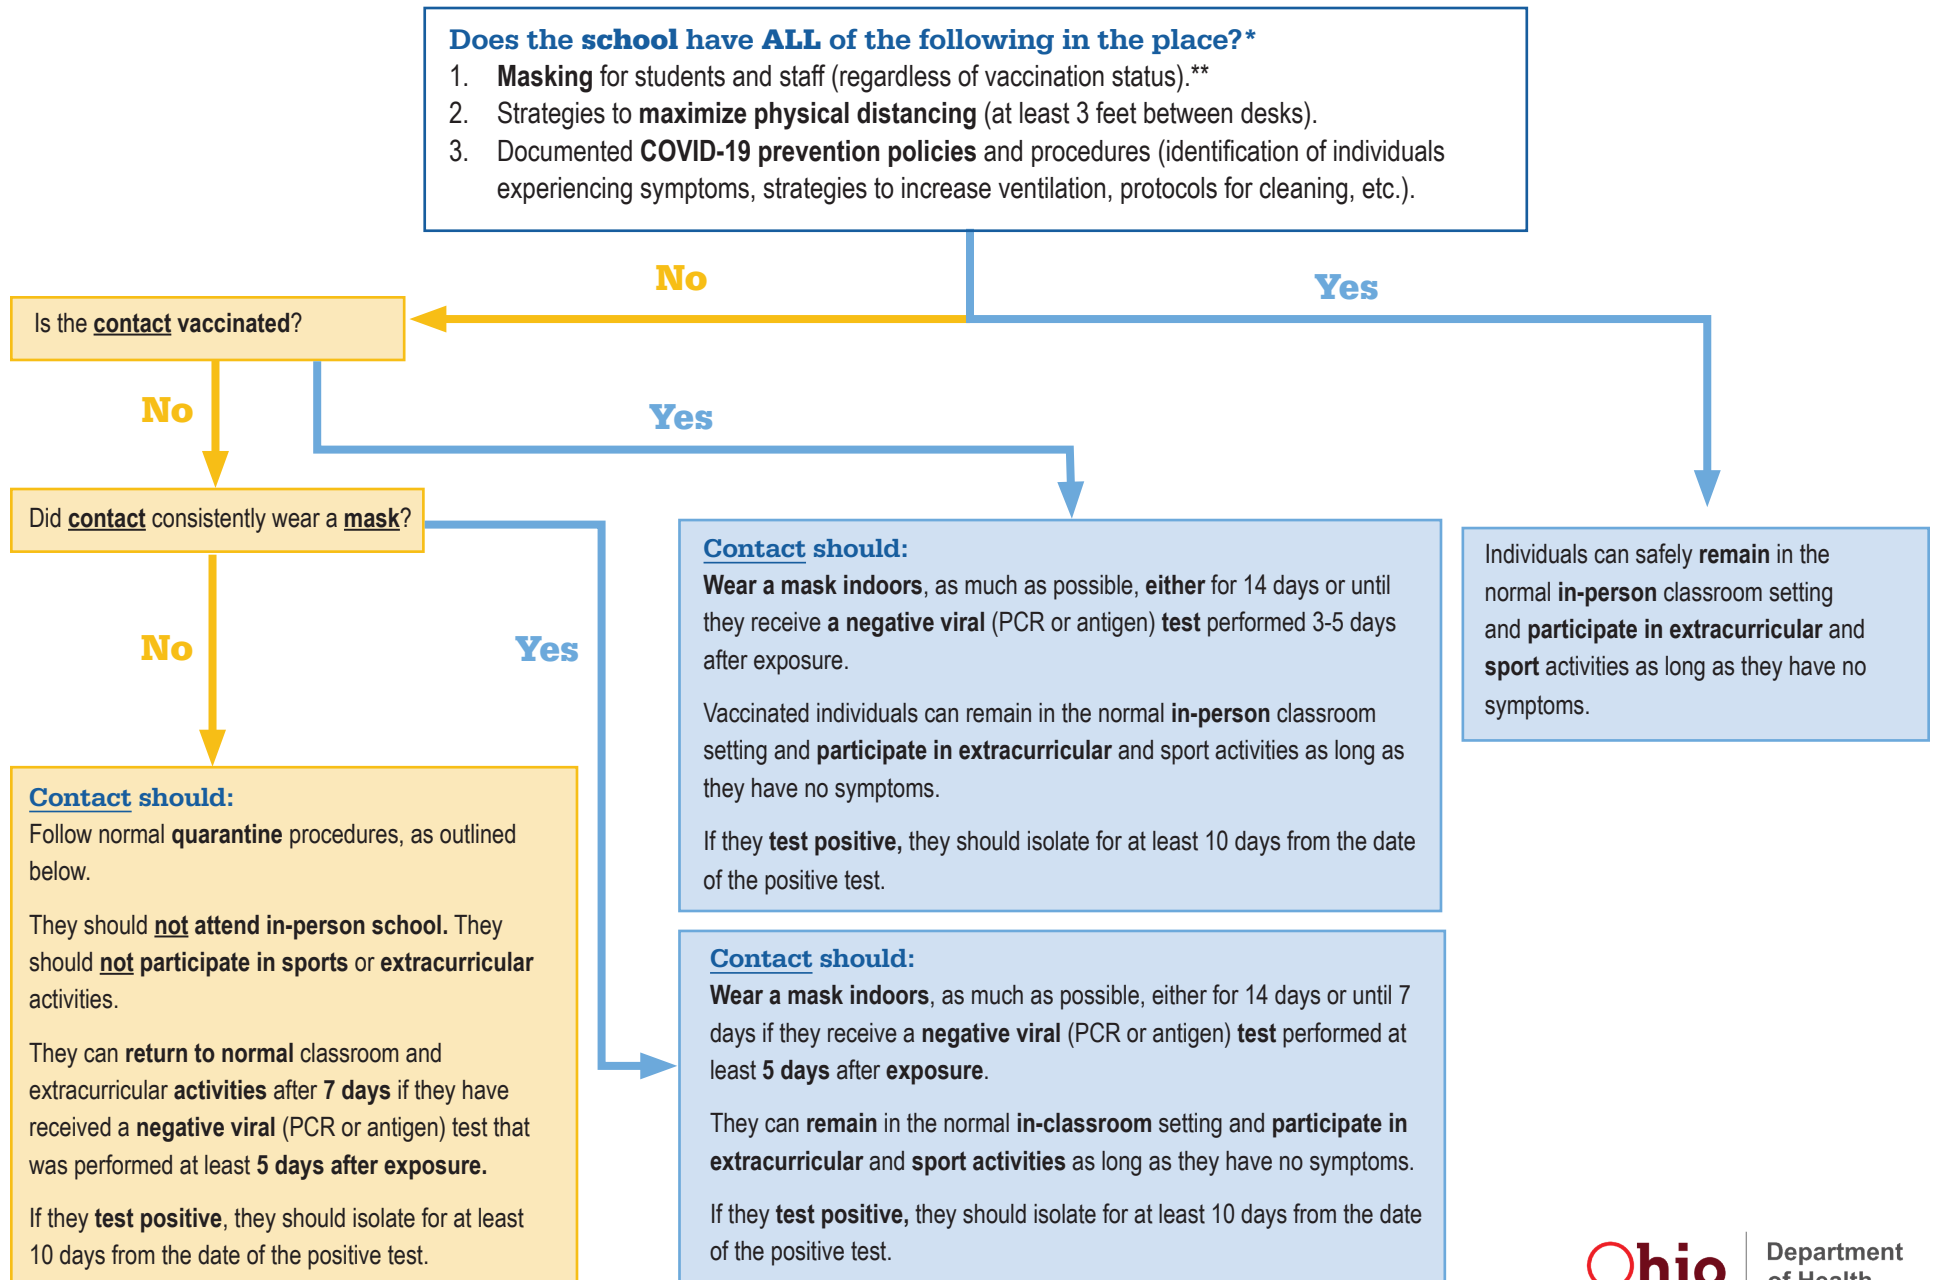 Does the school have ALL of the following in the place?*
1. Masking for students and staff (regardless of vaccination status).**
2. Strategies to maximize physical distancing (at least 3 feet between desks).
3. Documented COVID-19 prevention policies and procedures (identification of individuals
experiencing symptoms, strategies to increase ventilation, protocols for cleaning, etc.).
No
Yes
Is the contact vaccinated?
No
Yes
Did contact consistently wear a mask?
No
Yes
Contact should:
Wear a mask indoors, as much as possible, either for 14 days or until
they receive a negative viral (PCR or antigen) test performed 3-5 days
after exposure.
Vaccinated individuals can remain in the normal in-person classroom
setting and participate in extracurricular and sport activities as long as
they have no symptoms.
If they test positive, they should isolate for at least 10 days from the date
of the positive test.
Individuals can safely remain in the
normal in-person classroom setting
and participate in extracurricular and
sport activities as long as they have no
symptoms.
Contact should:
Follow normal quarantine procedures, as outlined
below.
They should not attend in-person school. They
should not participate in sports or extracurricular
activities.
They can return to normal classroom and
extracurricular activities after 7 days if they have
received a negative viral (PCR or antigen) test that
was performed at least 5 days after exposure.
If they test positive, they should isolate for at least
10 days from the date of the positive test.
Contact should:
Wear a mask indoors, as much as possible, either for 14 days or until 7
days if they receive a negative viral (PCR or antigen) test performed at
least 5 days after exposure.
They can remain in the normal in-classroom setting and participate in
extracurricular and sport activities as long as they have no symptoms.
If they test positive, they should isolate for at least 10 days from the date
of the positive test.
Ohio
Department
of Health